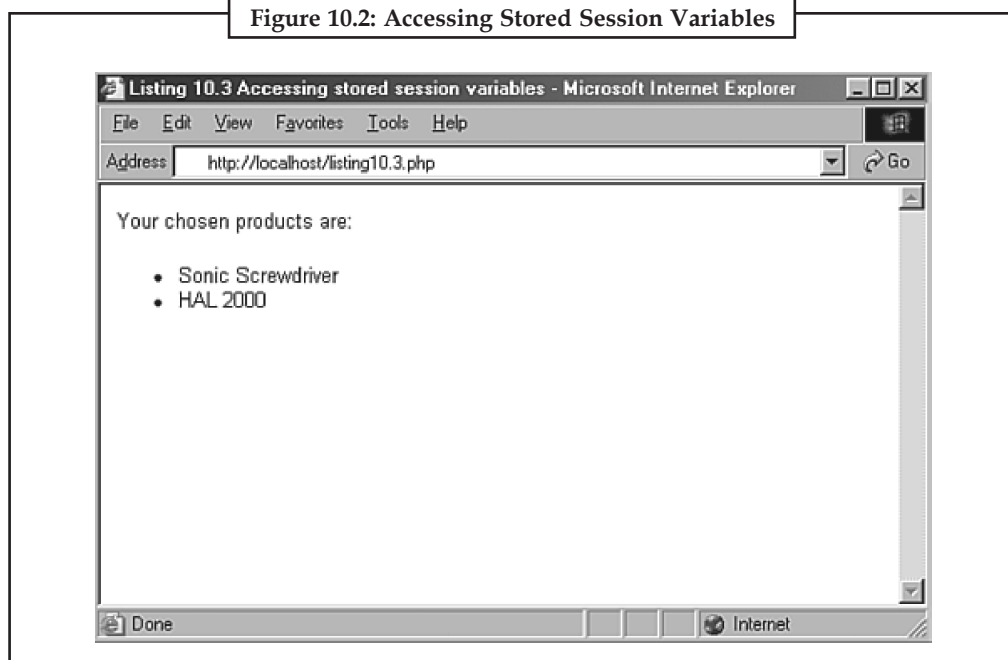 Figure 10.2: Accessing Stored Session Variables
Listing 10.3 Accessing stored session variables - Microsoft Internet Explorer
File Edit View Favorites Tools Help
Address http://localhost/listing10.3.php Go
Your chosen products are:
• Sonic Screwdriver
• HAL 2000
Done Internet